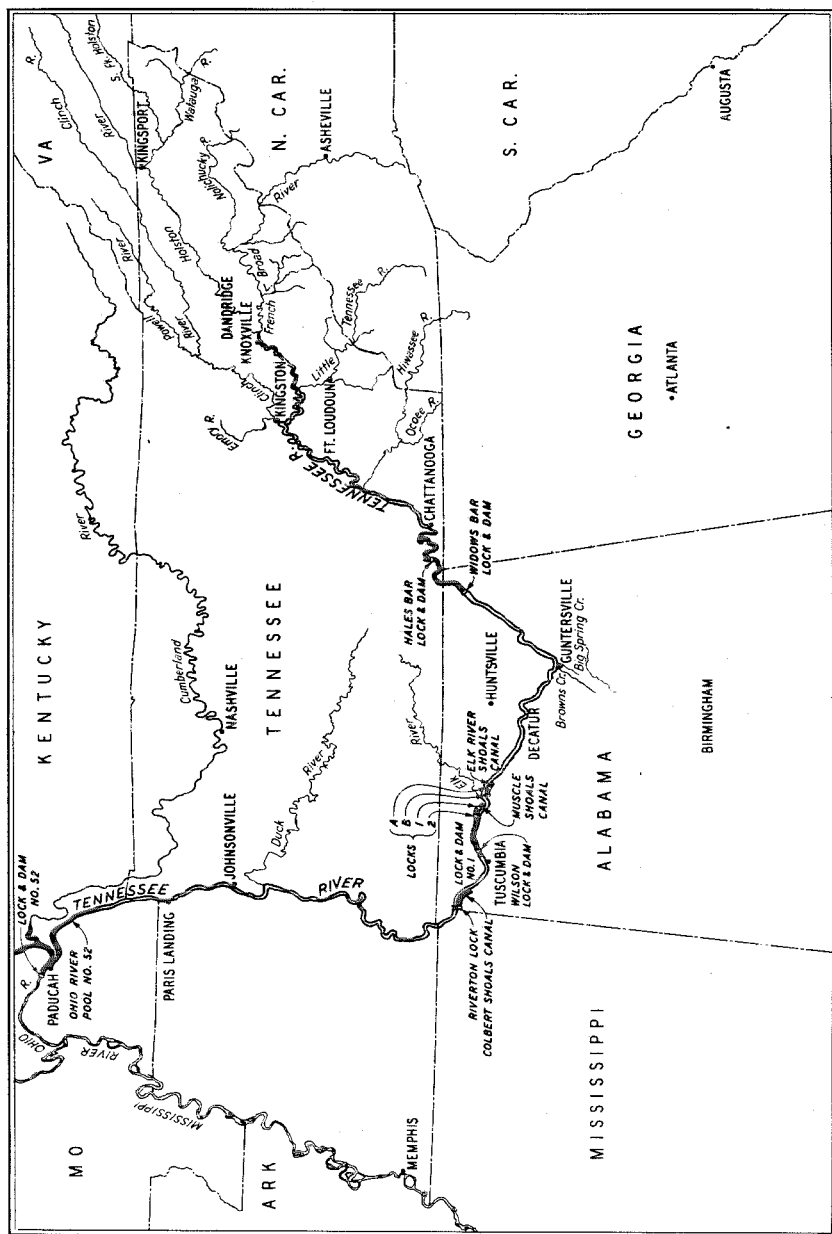 MO
ARK
KENTUCKY
VA
N. CAR.
S. CAR.
TENNESSEE
GEORGIA
ALABAMA
MISSISSIPPI
OHIO
R.
PADUCAH
LOCK & DAM
NO. 52
OHIO RIVER
POOL NO. 52
TENNESSEE
RIVER
MISSISSIPPI
RIVER
PARIS LANDING
JOHNSONVILLE
MEMPHIS
Cumberland
River
NASHVILLE
Duck
River
Elk
River
LOCKS
A
B
1
2
ELK RIVER
SHOALS
CANAL
MUSCLE
SHOALS
CANAL
LOCK & DAM
NO. 1
TUSCUMBIA
WILSON
LOCK & DAM
RIVERTON LOCK
COLBERT SHOALS CANAL
HUNTSVILLE
DECATUR
GUNTERSVILLE
Browns Cr.
Big Spring Cr.
BIRMINGHAM
HALES BAR
LOCK & DAM
WIDOWS BAR
LOCK & DAM
CHATTANOOGA
TENNESSEE R.
Emory R.
KINGSTON
FT. LOUDOUN
KNOXVILLE
DANDRIDGE
Clinch
River
Powell
River
Clinch
R.
Holston
River
Holston
S. Fk.
KINGSPORT
Watauga
R.
Nolichucky R.
French
Broad
River
ASHEVILLE
Little
Tennessee
R.
Hiwassee
R.
Ocoee R.
ATLANTA
AUGUSTA